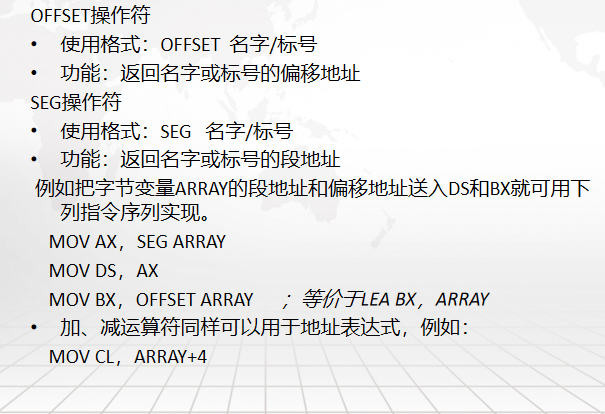 OFFSET操作符
• 使用格式：OFFSET 名字/标号
• 功能：返回名字或标号的偏移地址
SEG操作符
• 使用格式：SEG 名字/标号
• 功能：返回名字或标号的段地址
例如把字节变量ARRAY的段地址和偏移地址送入DS和BX就可用下
列指令序列实现。
MOV AX，SEG ARRAY
MOV DS，AX
MOV BX，OFFSET ARRAY ；等价于LEA BX，ARRAY
• 加、减运算符同样可以用于地址表达式，例如：
MOV CL，ARRAY+4